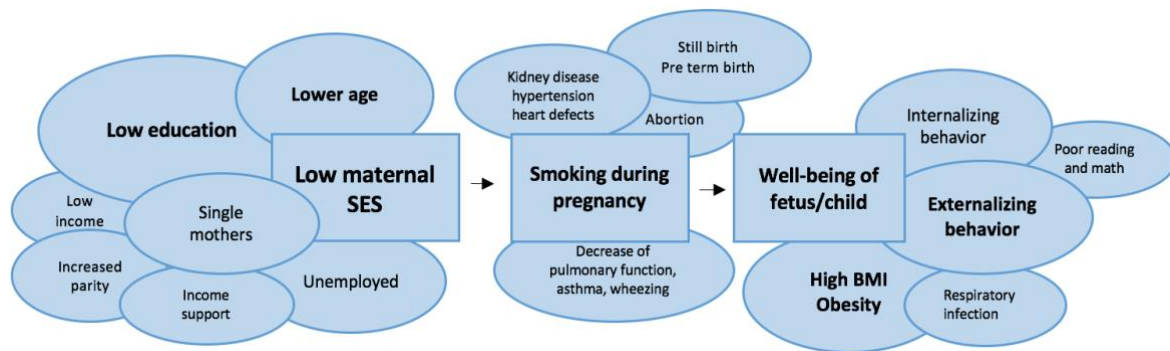 Lower age
Low education
Low maternal
SES
Low
income
Single
mothers
Increased
parity
Income
support
Unemployed
Still birth
Pre term birth
Kidney disease
hypertension
heart defects
Abortion
Smoking during
pregnancy
Decrease of
pulmonary function,
asthma, wheezing
Well-being of
fetus/child
Internalizing
behavior
Poor reading
and math
Externalizing
behavior
High BMI
Obesity
Respiratory
infection